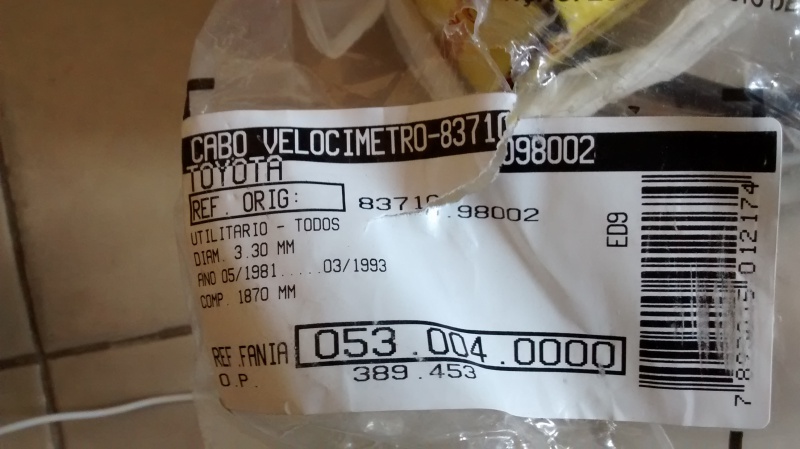 CABO VELOCIMETRO-83710 098002
TOYOTA
REF. ORIG: 83710.98002
UTILITARIO - TODOS
DIAM. 3.30 MM
ANO 05/1981.....03/1993
COMP. 1870 MM
REF.FANIA 053.004.0000
O.P. 389.453
ED9
012174